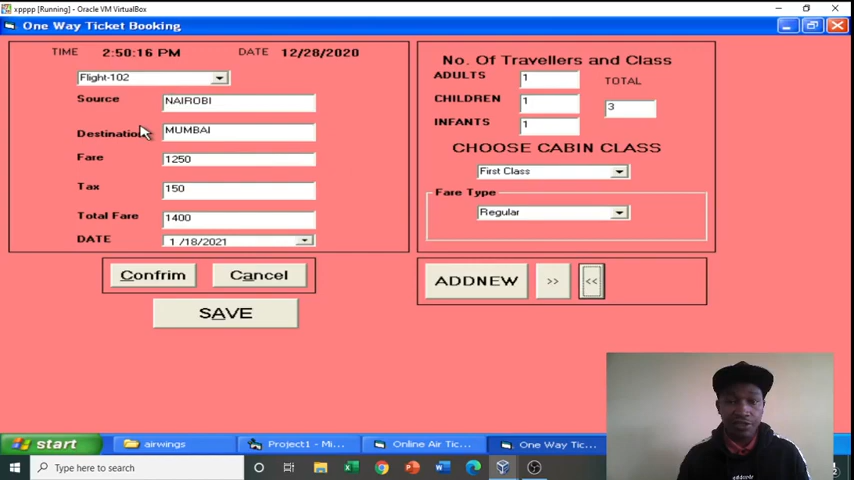 xpppp [Running] - Oracle VM VirtualBox
One Way Ticket Booking
TIME 2:50:16 PM DATE 12/28/2020
Flight-102
Source NAIROBI
Destination MUMBAI
Fare 1250
Tax 150
Total Fare 1400
DATE 1 /18/2021
Confrim Cancel
SAVE
No. Of Travellers and Class
ADULTS 1 TOTAL
CHILDREN 1 3
INFANTS 1
CHOOSE CABIN CLASS
First Class
Fare Type
Regular
ADDNEW >> <<
start airwings Project1 - Mi... Online Air Tic... One Way Tic...
Type here to search